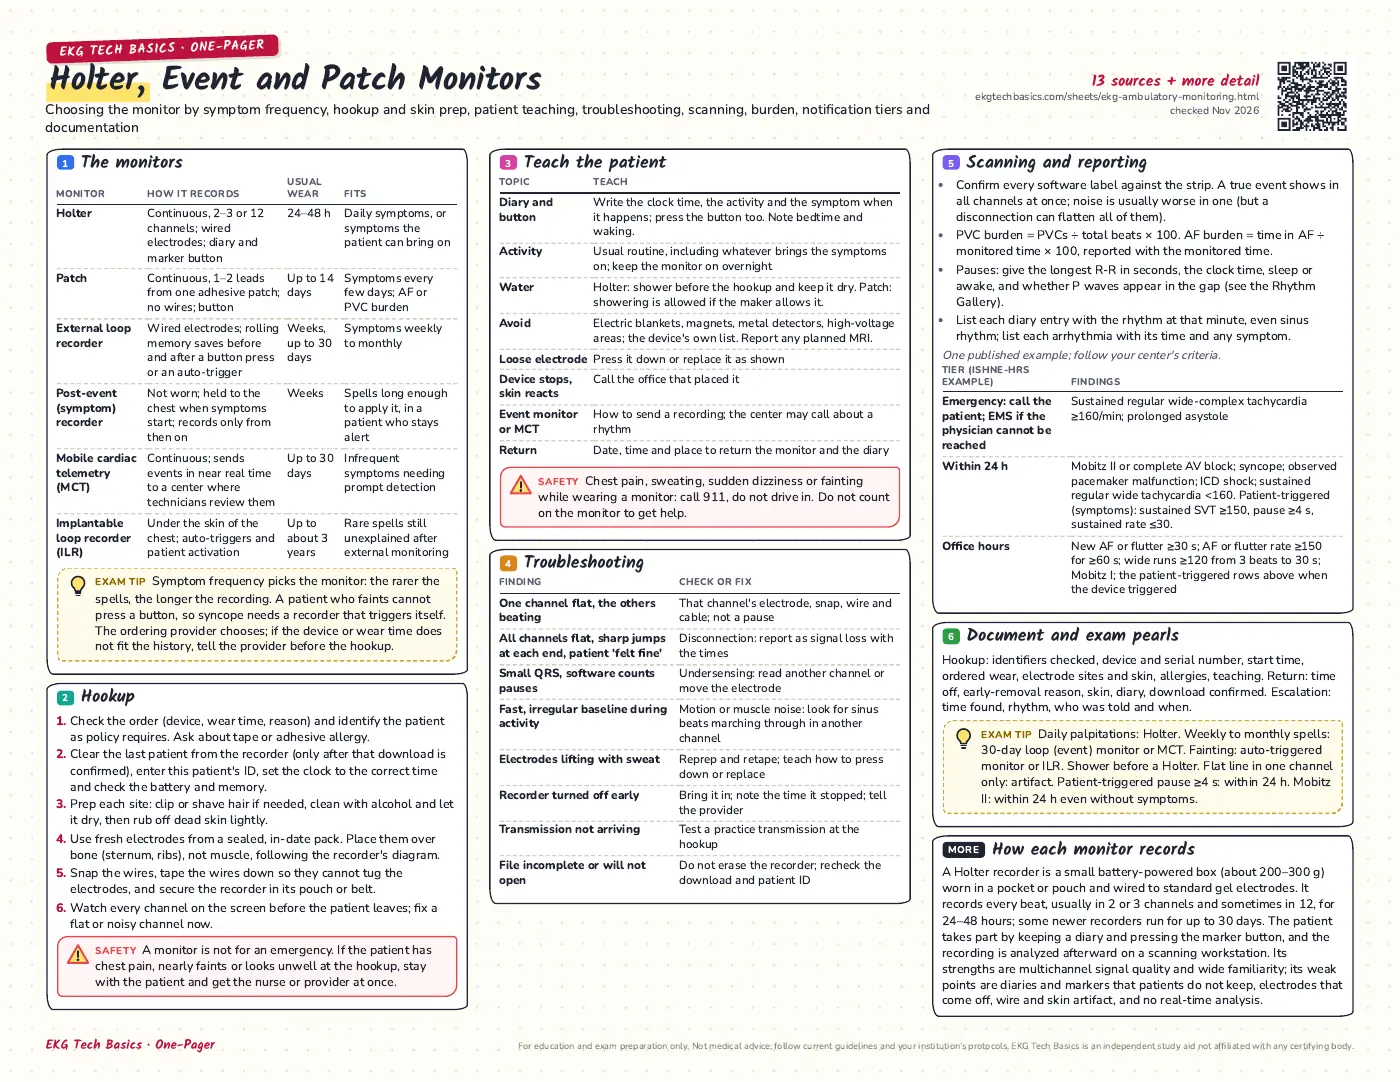 EKG TECH BASICS · ONE-PAGER
Holter, Event and Patch Monitors
Choosing the monitor by symptom frequency, hookup and skin prep, patient teaching, troubleshooting, scanning, burden, notification tiers and
documentation
13 sources + more detail
ekgtechbasics.com/sheets/ekg-ambulatory-monitoring.html
checked Nov 2026
1 The monitors
MONITOR HOW IT RECORDS USUAL WEAR FITS
Holter Continuous, 2–3 or 12 channels; wired electrodes; diary and marker button 24–48 h Daily symptoms, or symptoms the patient can bring on
Patch Continuous, 1–2 leads from one adhesive patch; no wires; button Up to 14 days Symptoms every few days; AF or PVC burden
External loop recorder Wired electrodes; rolling memory saves before and after a button press or an auto-trigger Weeks, up to 30 days Symptoms weekly to monthly
Post-event (symptom) recorder Not worn; held to the chest when symptoms start; records only from then on Weeks Spells long enough to apply it, in a patient who stays alert
Mobile cardiac telemetry (MCT) Continuous; sends events in near real time to a center where technicians review them Up to 30 days Infrequent symptoms needing prompt detection
Implantable loop recorder (ILR) Under the skin of the chest; auto-triggers and patient activation Up to about 3 years Rare spells still unexplained after external monitoring
EXAM TIP Symptom frequency picks the monitor: the rarer the
spells, the longer the recording. A patient who faints cannot
press a button, so syncope needs a recorder that triggers itself.
The ordering provider chooses; if the device or wear time does
not fit the history, tell the provider before the hookup.
2 Hookup
1. Check the order (device, wear time, reason) and identify the patient
as policy requires. Ask about tape or adhesive allergy.
2. Clear the last patient from the recorder (only after that download is
confirmed), enter this patient's ID, set the clock to the correct time
and check the battery and memory.
3. Prep each site: clip or shave hair if needed, clean with alcohol and let
it dry, then rub off dead skin lightly.
4. Use fresh electrodes from a sealed, in-date pack. Place them over
bone (sternum, ribs), not muscle, following the recorder's diagram.
5. Snap the wires, tape the wires down so they cannot tug the
electrodes, and secure the recorder in its pouch or belt.
6. Watch every channel on the screen before the patient leaves; fix a
flat or noisy channel now.
SAFETY A monitor is not for an emergency. If the patient has
chest pain, nearly faints or looks unwell at the hookup, stay
with the patient and get the nurse or provider at once.
3 Teach the patient
TOPIC TEACH
Diary and button Write the clock time, the activity and the symptom when it happens; press the button too. Note bedtime and waking.
Activity Usual routine, including whatever brings the symptoms on; keep the monitor on overnight
Water Holter: shower before the hookup and keep it dry. Patch: showering is allowed if the maker allows it.
Avoid Electric blankets, magnets, metal detectors, high-voltage areas; the device's own list. Report any planned MRI.
Loose electrode Press it down or replace it as shown
Device stops, skin reacts Call the office that placed it
Event monitor or MCT How to send a recording; the center may call about a rhythm
Return Date, time and place to return the monitor and the diary
SAFETY Chest pain, sweating, sudden dizziness or fainting
while wearing a monitor: call 911, do not drive in. Do not count
on the monitor to get help.
4 Troubleshooting
FINDING CHECK OR FIX
One channel flat, the others beating That channel's electrode, snap, wire and cable; not a pause
All channels flat, sharp jumps at each end, patient 'felt fine' Disconnection: report as signal loss with the times
Small QRS, software counts pauses Undersensing: read another channel or move the electrode
Fast, irregular baseline during activity Motion or muscle noise: look for sinus beats marching through in another channel
Electrodes lifting with sweat Reprep and retape; teach how to press down or replace
Recorder turned off early Bring it in; note the time it stopped; tell the provider
Transmission not arriving Test a practice transmission at the hookup
File incomplete or will not open Do not erase the recorder; recheck the download and patient ID
5 Scanning and reporting
• Confirm every software label against the strip. A true event shows in
all channels at once; noise is usually worse in one (but a
disconnection can flatten all of them).
• PVC burden = PVCs ÷ total beats × 100. AF burden = time in AF ÷
monitored time × 100, reported with the monitored time.
• Pauses: give the longest R-R in seconds, the clock time, sleep or
awake, and whether P waves appear in the gap (see the Rhythm
Gallery).
• List each diary entry with the rhythm at that minute, even sinus
rhythm; list each arrhythmia with its time and any symptom.
One published example; follow your center's criteria.
TIER (ISHNE-HRS EXAMPLE) FINDINGS
Emergency: call the patient; EMS if the physician cannot be reached Sustained regular wide-complex tachycardia ≥160/min; prolonged asystole
Within 24 h Mobitz II or complete AV block; syncope; observed pacemaker malfunction; ICD shock; sustained regular wide tachycardia <160. Patient-triggered (symptoms): sustained SVT ≥150, pause ≥4 s, sustained rate ≤30.
Office hours New AF or flutter ≥30 s; AF or flutter rate ≥150 for ≥60 s; wide runs ≥120 from 3 beats to 30 s; Mobitz I; the patient-triggered rows above when the device triggered
6 Document and exam pearls
Hookup: identifiers checked, device and serial number, start time,
ordered wear, electrode sites and skin, allergies, teaching. Return: time
off, early-removal reason, skin, diary, download confirmed. Escalation:
time found, rhythm, who was told and when.
EXAM TIP Daily palpitations: Holter. Weekly to monthly spells:
30-day loop (event) monitor or MCT. Fainting: auto-triggered
monitor or ILR. Shower before a Holter. Flat line in one channel
only: artifact. Patient-triggered pause ≥4 s: within 24 h. Mobitz
II: within 24 h even without symptoms.
MORE How each monitor records
A Holter recorder is a small battery-powered box (about 200–300 g)
worn in a pocket or pouch and wired to standard gel electrodes. It
records every beat, usually in 2 or 3 channels and sometimes in 12, for
24–48 hours; some newer recorders run for up to 30 days. The patient
takes part by keeping a diary and pressing the marker button, and the
recording is analyzed afterward on a scanning workstation. Its
strengths are multichannel signal quality and wide familiarity; its weak
points are diaries and markers that patients do not keep, electrodes that
come off, wire and skin artifact, and no real-time analysis.
EKG Tech Basics · One-Pager
For education and exam preparation only. Not medical advice; follow current guidelines and your institution's protocols. EKG Tech Basics is an independent study aid not affiliated with any certifying body.